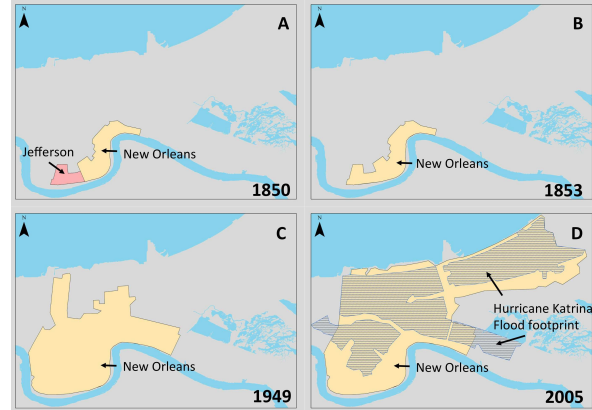 N
A
Jefferson
New Orleans
1850
N
B
New Orleans
1853
N
C
New Orleans
1949
N
D
Hurricane Katrina
Flood footprint
New Orleans
2005